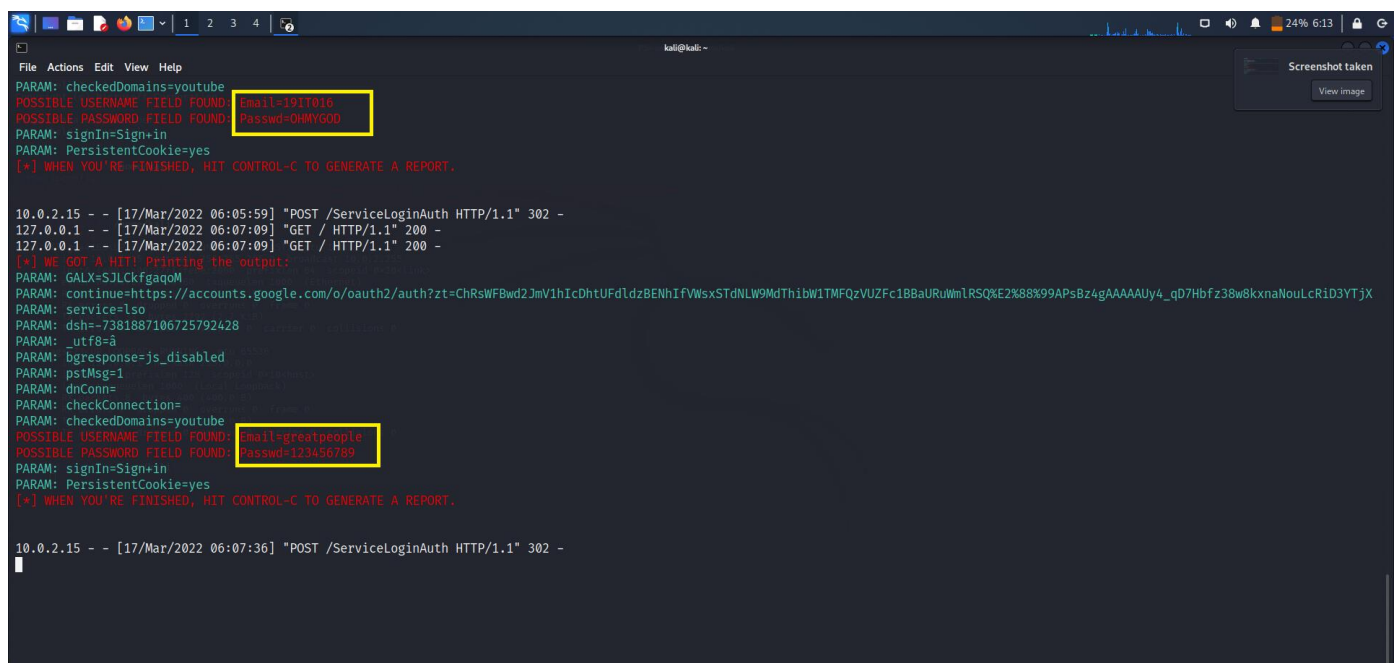 1 2 3 4
24% 6:13
kali@kali: ~
File Actions Edit View Help
Screenshot taken
View image
PARAM: checkedDomains=youtube
POSSIBLE USERNAME FIELD FOUND: Email=19IT016
POSSIBLE PASSWORD FIELD FOUND: Passwd=OHMYGOD
PARAM: signIn=Sign+in
PARAM: PersistentCookie=yes
[*] WHEN YOU'RE FINISHED, HIT CONTROL-C TO GENERATE A REPORT.
10.0.2.15 - - [17/Mar/2022 06:05:59] "POST /ServiceLoginAuth HTTP/1.1" 302 -
127.0.0.1 - - [17/Mar/2022 06:07:09] "GET / HTTP/1.1" 200 -
127.0.0.1 - - [17/Mar/2022 06:07:09] "GET / HTTP/1.1" 200 -
[*] WE GOT A HIT! Printing the output:
PARAM: GALX=SJLCkfgaqoM
PARAM: continue=https://accounts.google.com/o/oauth2/auth?zt=ChRsWFBwd2JmV1hIcDhtUFdldzBENhIfVWsxSTdNLW9MdThibW1TMFQzVUZFc1BBaURuWmlRSQ%E2%88%99APsBz4gAAAAAUy4_qD7Hbfz38w8kxnaNouLcRiD3YTjX
PARAM: service=lso
PARAM: dsh=-7381887106725792428
PARAM: _utf8=â
PARAM: bgresponse=js_disabled
PARAM: pstMsg=1
PARAM: dnConn=
PARAM: checkConnection=
PARAM: checkedDomains=youtube
POSSIBLE USERNAME FIELD FOUND: Email=greatpeople
POSSIBLE PASSWORD FIELD FOUND: Passwd=123456789
PARAM: signIn=Sign+in
PARAM: PersistentCookie=yes
[*] WHEN YOU'RE FINISHED, HIT CONTROL-C TO GENERATE A REPORT.
10.0.2.15 - - [17/Mar/2022 06:07:36] "POST /ServiceLoginAuth HTTP/1.1" 302 -